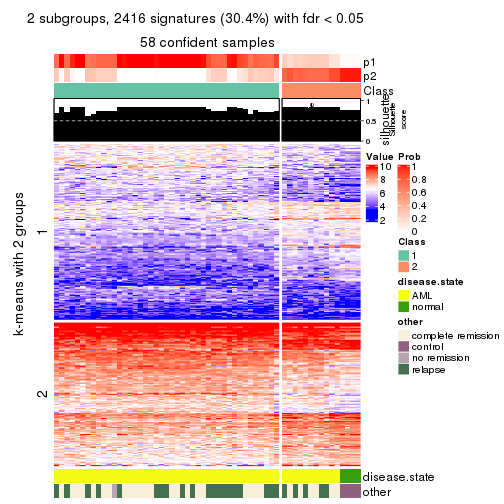 2 subgroups, 2416 signatures (30.4%) with fdr < 0.05
58 confident samples
p1
p2
Class
1
0.5
0
silhouette
Silhouette
score
k-means with 2 groups
1
2
Value
10
8
6
4
2
Prob
1
0.8
0.6
0.4
0.2
0
Class
1
2
disease.state
AML
normal
other
complete remission
control
no remission
relapse
disease.state
other